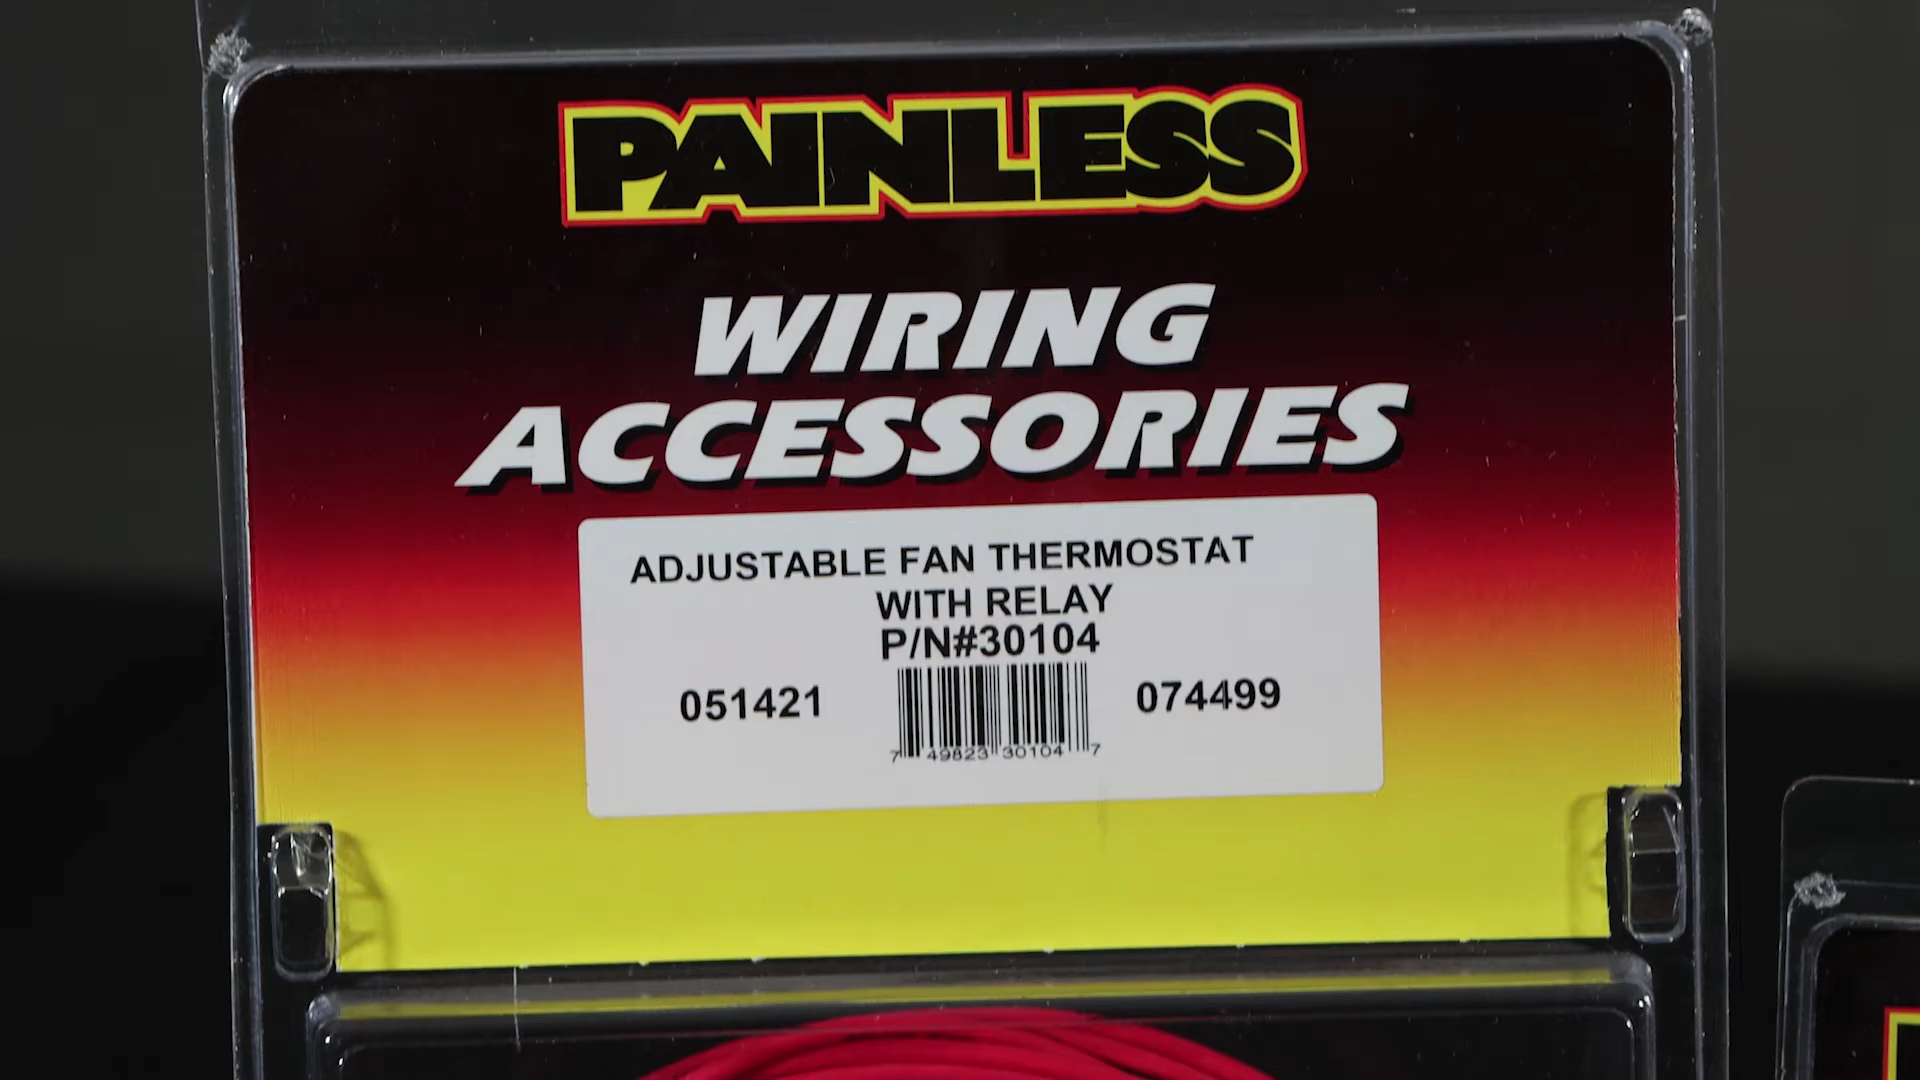 PAINLESS
WIRING
ACCESSORIES
ADJUSTABLE FAN THERMOSTAT
WITH RELAY
P/N#30104
051421 074499
7 49823 30104 7